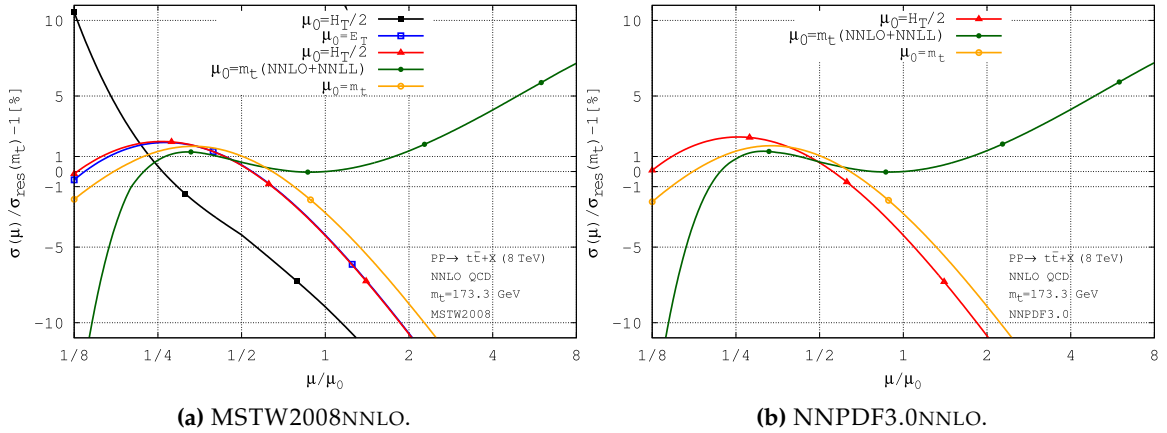 μ0=HT/2
μ0=ET
μ0=HT/2
μ0=mt(NNLO+NNLL)
μ0=mt
σ(μ)/σres(mt)-1[%]
10
5
1
0
-1
-5
-10
PP→ tt̄+X (8 TeV)
NNLO QCD
mt=173.3 GeV
MSTW2008
1/8 1/4 1/2 1 2 4 8
μ/μ0
(a) MSTW2008NNLO.
μ0=HT/2
μ0=mt(NNLO+NNLL)
μ0=mt
σ(μ)/σres(mt)-1[%]
10
5
1
0
-1
-5
-10
PP→ tt̄+X (8 TeV)
NNLO QCD
mt=173.3 GeV
NNPDF3.0
1/8 1/4 1/2 1 2 4 8
μ/μ0
(b) NNPDF3.0NNLO.